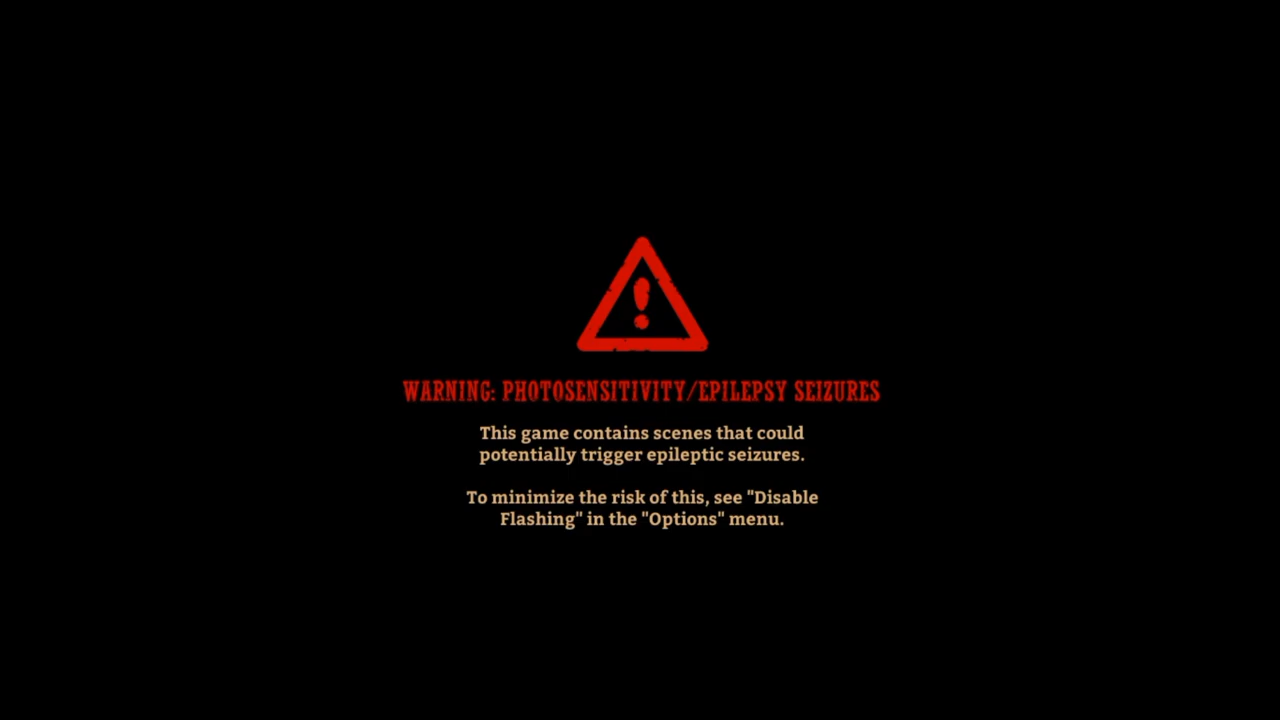 WARNING: PHOTOSENSITIVITY/EPILEPSY SEIZURES
This game contains scenes that could
potentially trigger epileptic seizures.
To minimize the risk of this, see "Disable
Flashing" in the "Options" menu.